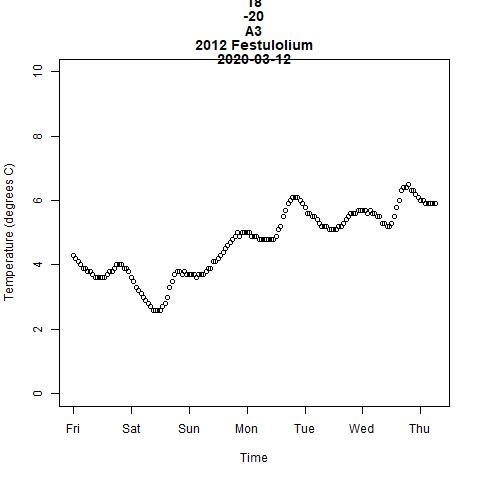 18
-20
A3
2012 Festulolium
2020-03-12
Temperature (degrees C)
10
8
6
4
2
0
Fri Sat Sun Mon Tue Wed Thu
Time